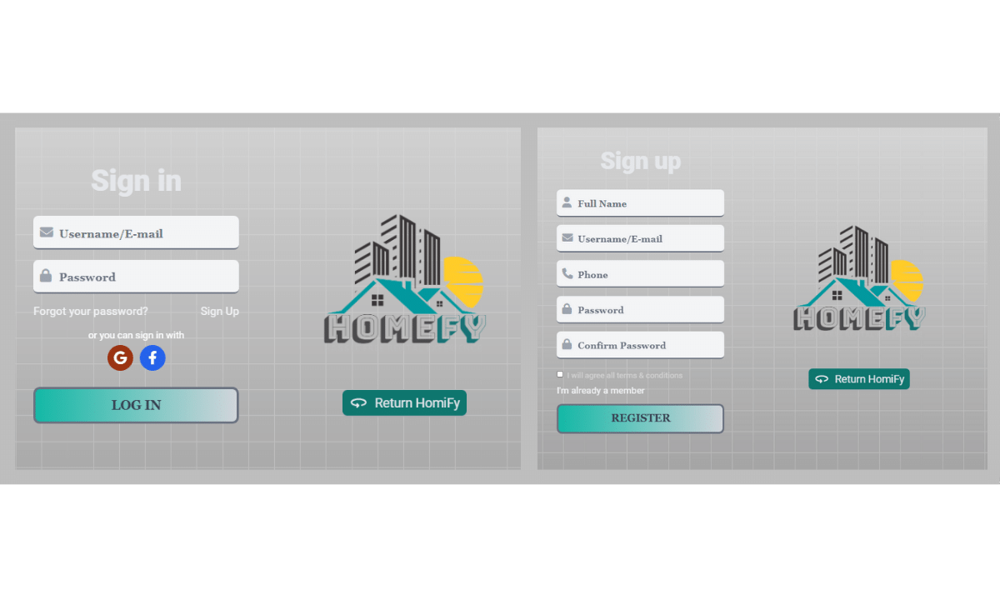 Sign in
Username/E-mail
Password
Forgot your password? Sign Up
or you can sign in with
G f
LOG IN
HOMEFY
Return HomiFy
Sign up
Full Name
Username/E-mail
Phone
Password
Confirm Password
I will agree all terms & conditions
I'm already a member
REGISTER
HOMEFY
Return HomiFy